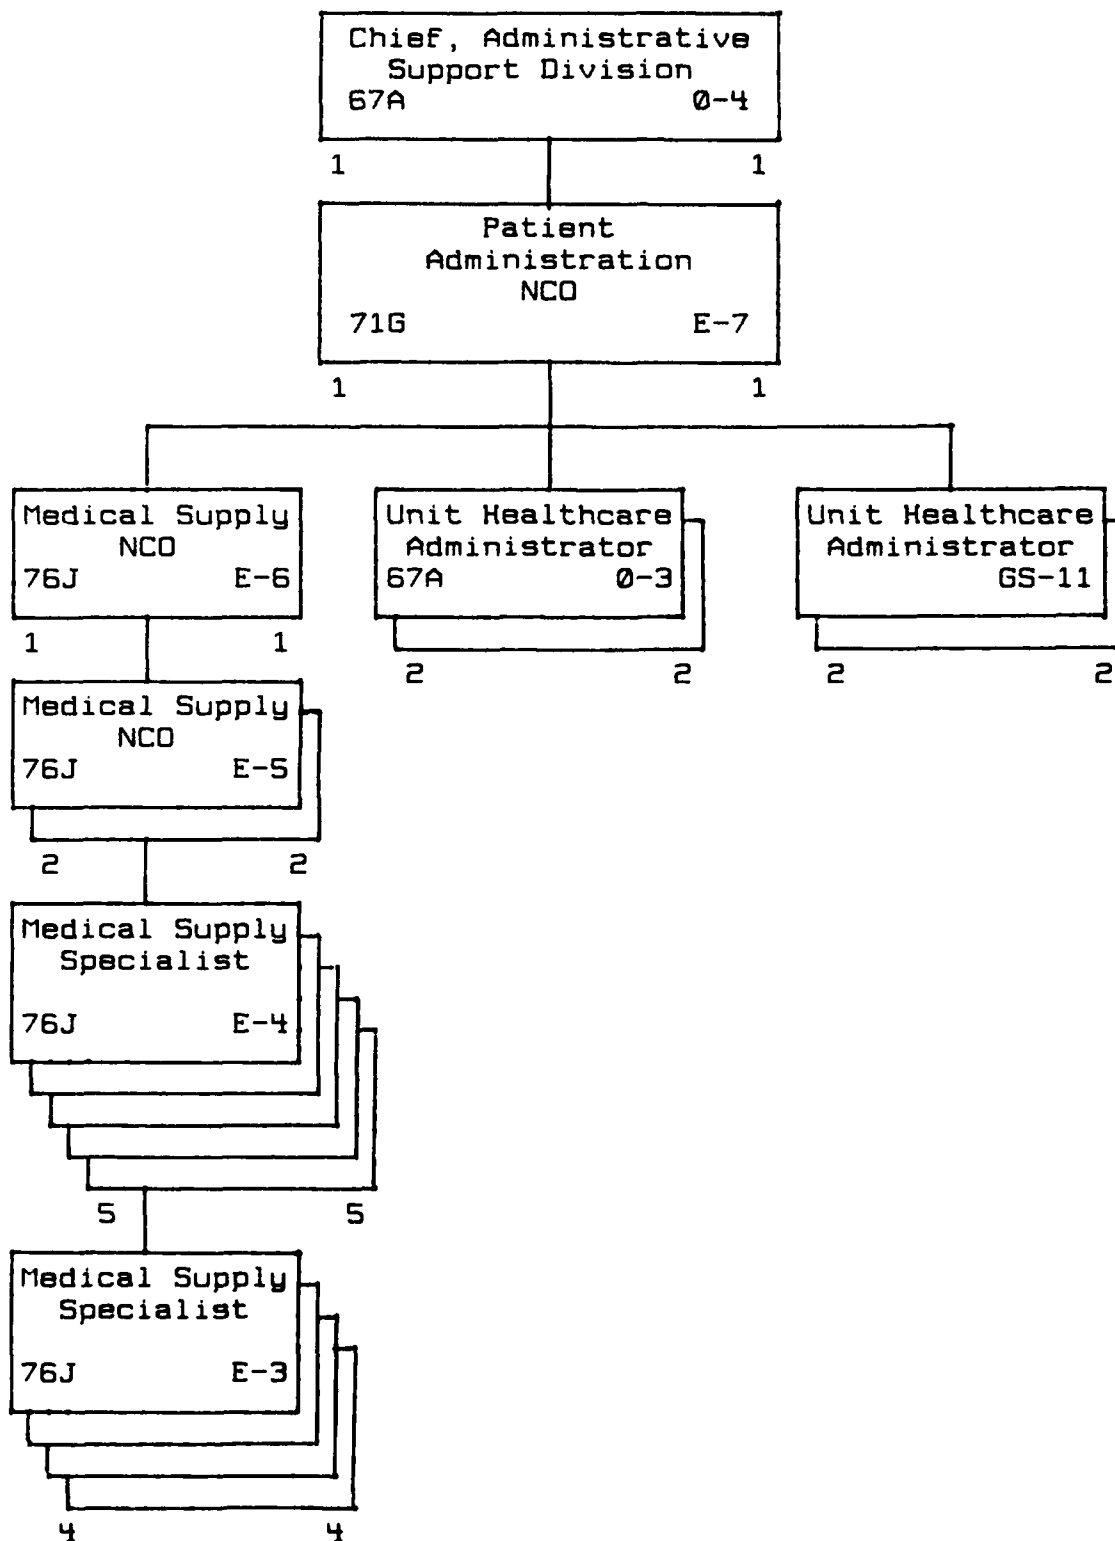 Chief, Administrative
Support Division
67A 0-4
1 1
Patient
Administration
NCO
71G E-7
1 1
Medical Supply
NCO
76J E-6
1 1
Unit Healthcare
Administrator
67A 0-3
2 2
Unit Healthcare
Administrator
GS-11
2 2
Medical Supply
NCO
76J E-5
2 2
Medical Supply
Specialist
76J E-4
5 5
Medical Supply
Specialist
76J E-3
4 4